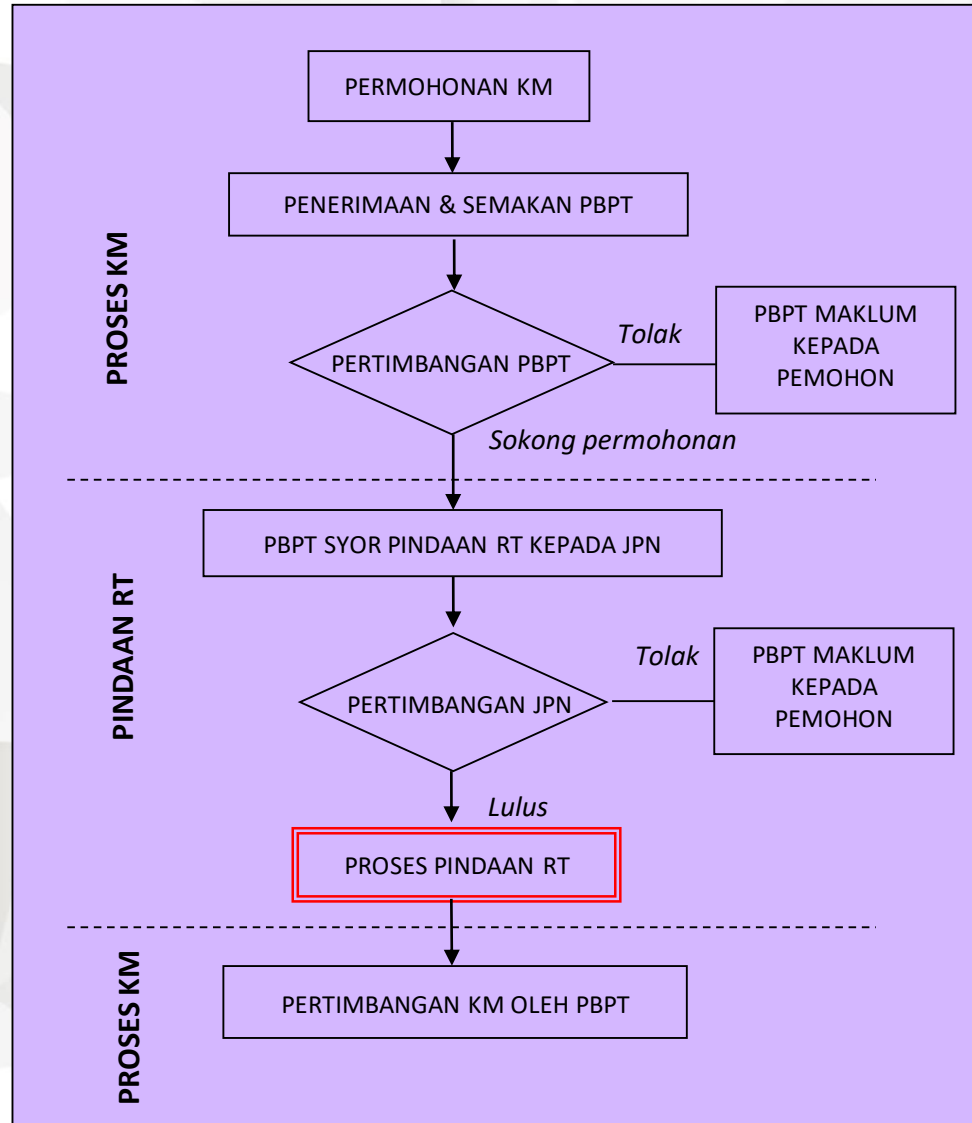 PERMOHONAN KM
PENERIMAAN & SEMAKAN PBPT
PROSES KM
PERTIMBANGAN PBPT
Tolak
PBPT MAKLUM
KEPADA
PEMOHON
Sokong permohonan
PBPT SYOR PINDAAN RT KEPADA JPN
PINDAAN RT
PERTIMBANGAN JPN
Tolak
PBPT MAKLUM
KEPADA
PEMOHON
Lulus
PROSES PINDAAN RT
PROSES KM
PERTIMBANGAN KM OLEH PBPT